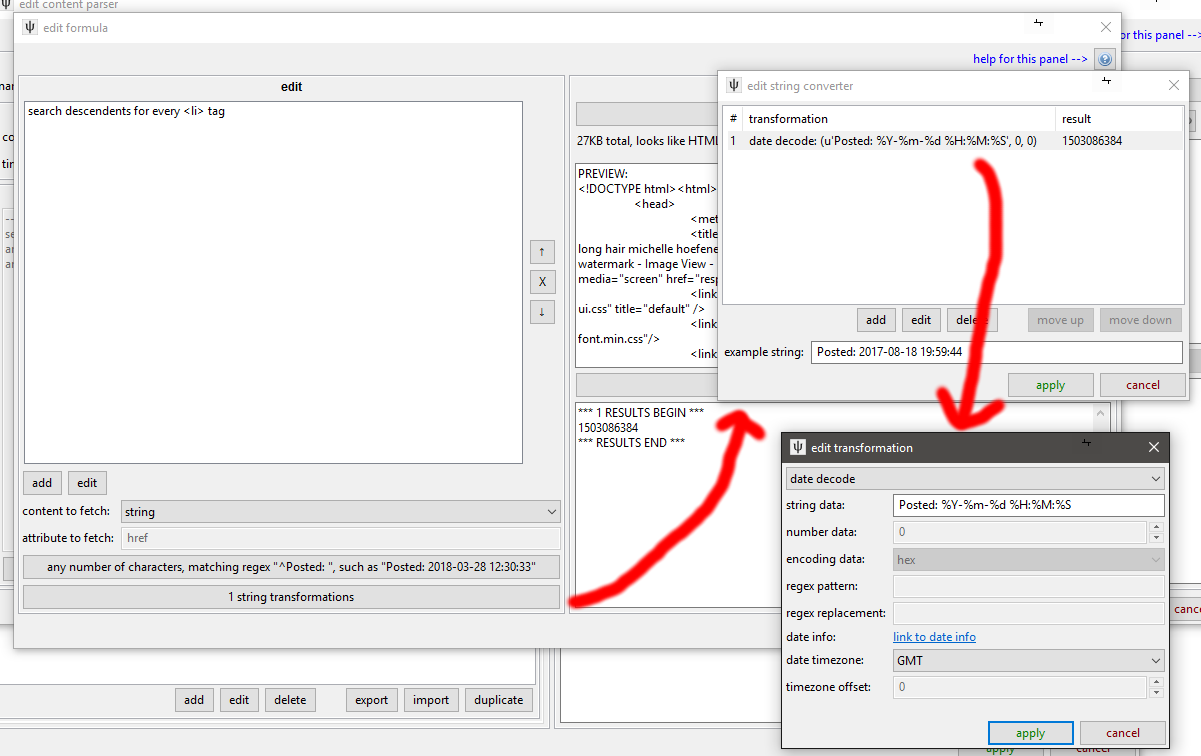 edit content parser
edit formula
or this panel -->
help for this panel -->
edit
search descendents for every <li> tag
↑
X
↓
add
edit
content to fetch:
string
attribute to fetch:
href
any number of characters, matching regex "^Posted: ", such as "Posted: 2018-03-28 12:30:33"
1 string transformations
27KB total, looks like HTML
PREVIEW:
<!DOCTYPE html><html>
<head>
<met
<title
long hair michelle hoefene
watermark - Image View -
media="screen" href="resp
<link
ui.css" title="default" />
<link
font.min.css"/>
<link
*** 1 RESULTS BEGIN ***
1503086384
*** RESULTS END ***
edit string converter
# transformation result
1 date decode: (u'Posted: %Y-%m-%d %H:%M:%S', 0, 0) 1503086384
add
edit
delete
move up
move down
example string:
Posted: 2017-08-18 19:59:44
apply
cancel
edit transformation
date decode
string data:
Posted: %Y-%m-%d %H:%M:%S
number data:
0
encoding data:
hex
regex pattern:
regex replacement:
date info:
link to date info
date timezone:
GMT
timezone offset:
0
apply
cancel
add
edit
delete
export
import
duplicate
nar
co
tin
--
se
ar
ar
canc
apply
cancel